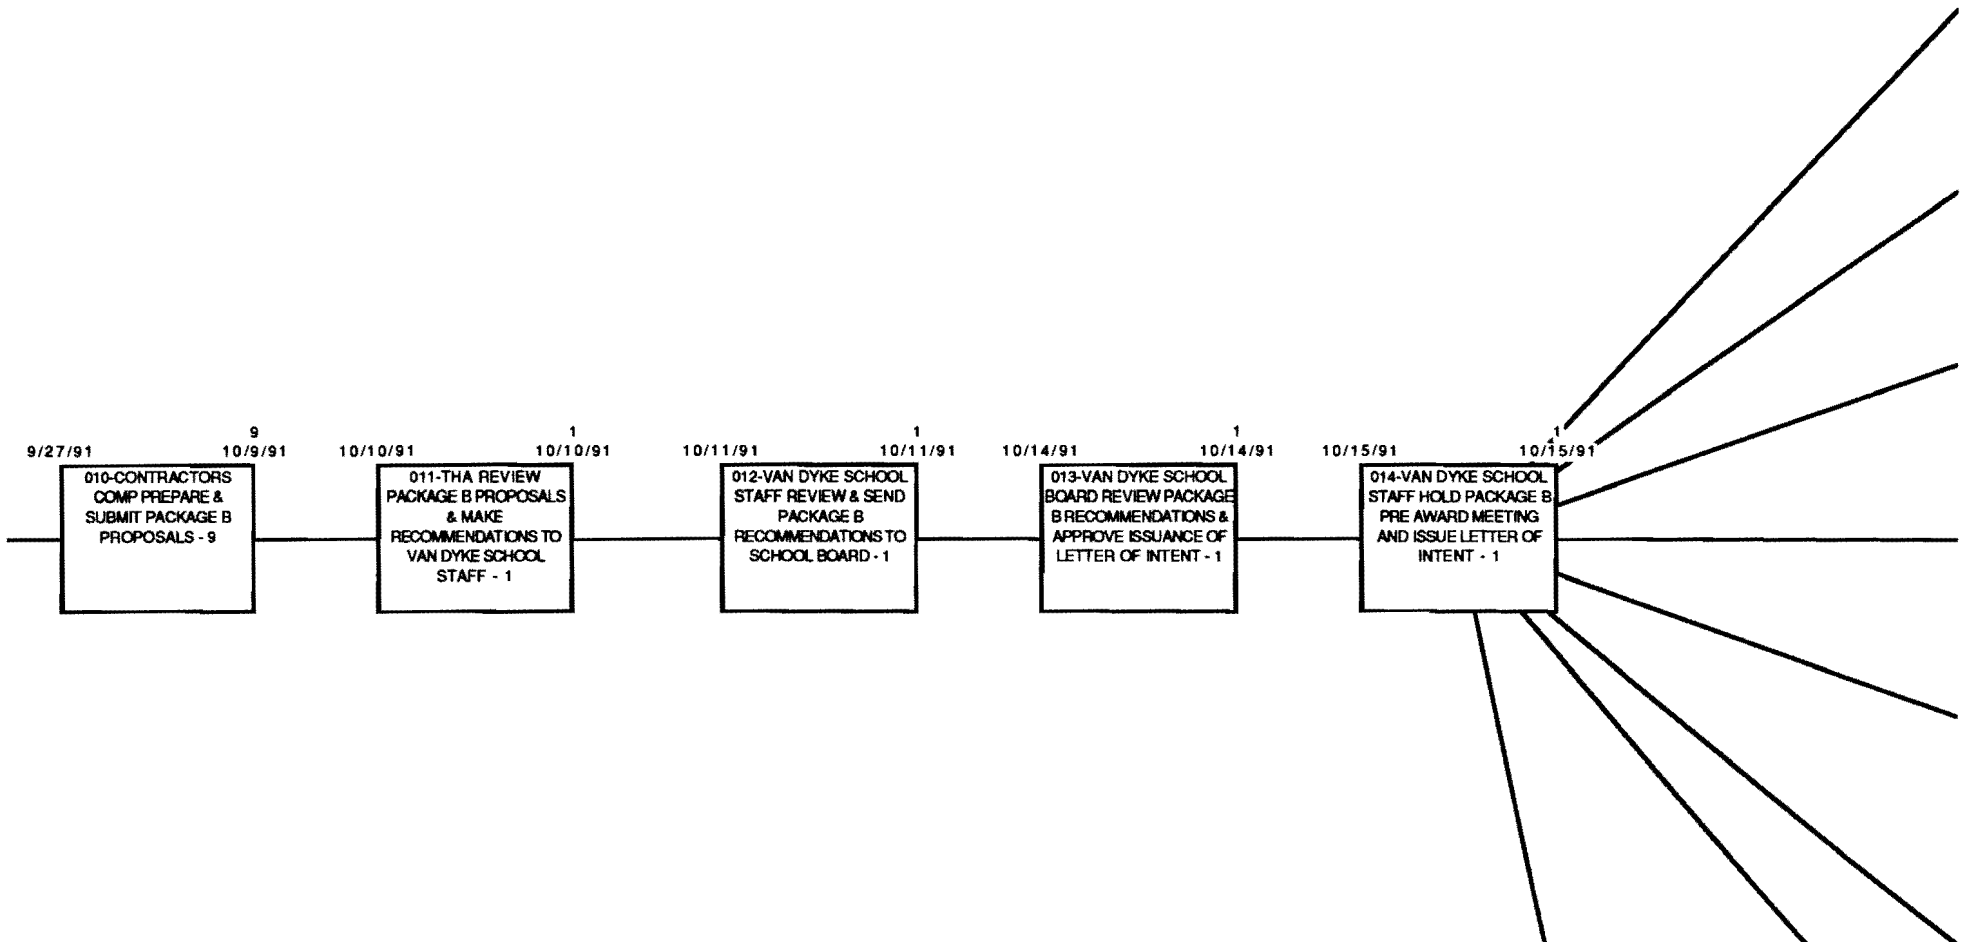 9
9/27/91 10/9/91
010-CONTRACTORS
COMP PREPARE &
SUBMIT PACKAGE B
PROPOSALS - 9
1
10/10/91 10/10/91
011-THA REVIEW
PACKAGE B PROPOSALS
& MAKE
RECOMMENDATIONS TO
VAN DYKE SCHOOL
STAFF - 1
1
10/11/91 10/11/91
012-VAN DYKE SCHOOL
STAFF REVIEW & SEND
PACKAGE B
RECOMMENDATIONS TO
SCHOOL BOARD - 1
1
10/14/91 10/14/91
013-VAN DYKE SCHOOL
BOARD REVIEW PACKAGE
B RECOMMENDATIONS &
APPROVE ISSUANCE OF
LETTER OF INTENT - 1
1
10/15/91 10/15/91
014-VAN DYKE SCHOOL
STAFF HOLD PACKAGE B
PRE AWARD MEETING
AND ISSUE LETTER OF
INTENT - 1